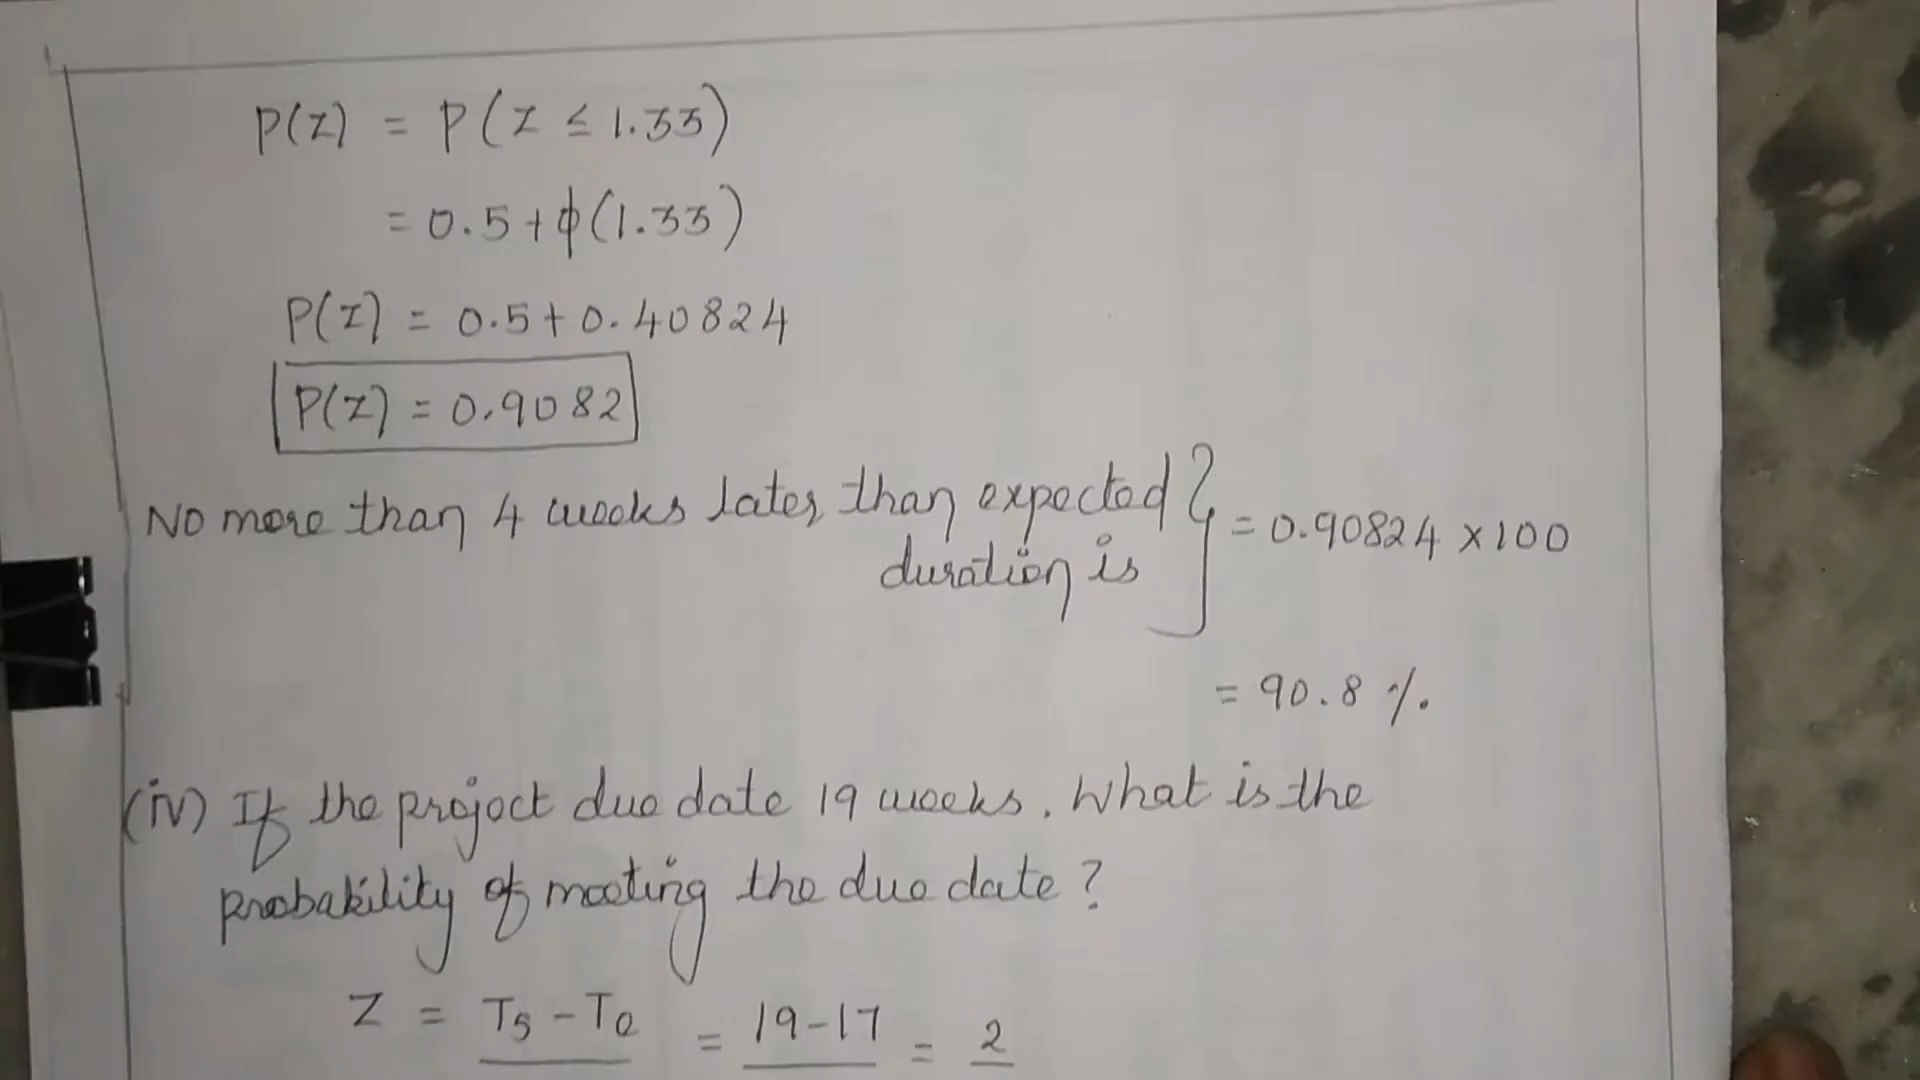 P(Z) = P(Z ≤ 1.33)
= 0.5 + ϕ(1.33)
P(Z) = 0.5 + 0.40824
P(Z) = 0.9082
No more than 4 weeks later than expected duration is } = 0.90824 × 100
= 90.8 %.
(iv) If the project due date 19 weeks. What is the
probability of meeting the due date?
Z = Ts - Te = 19-17 = 2